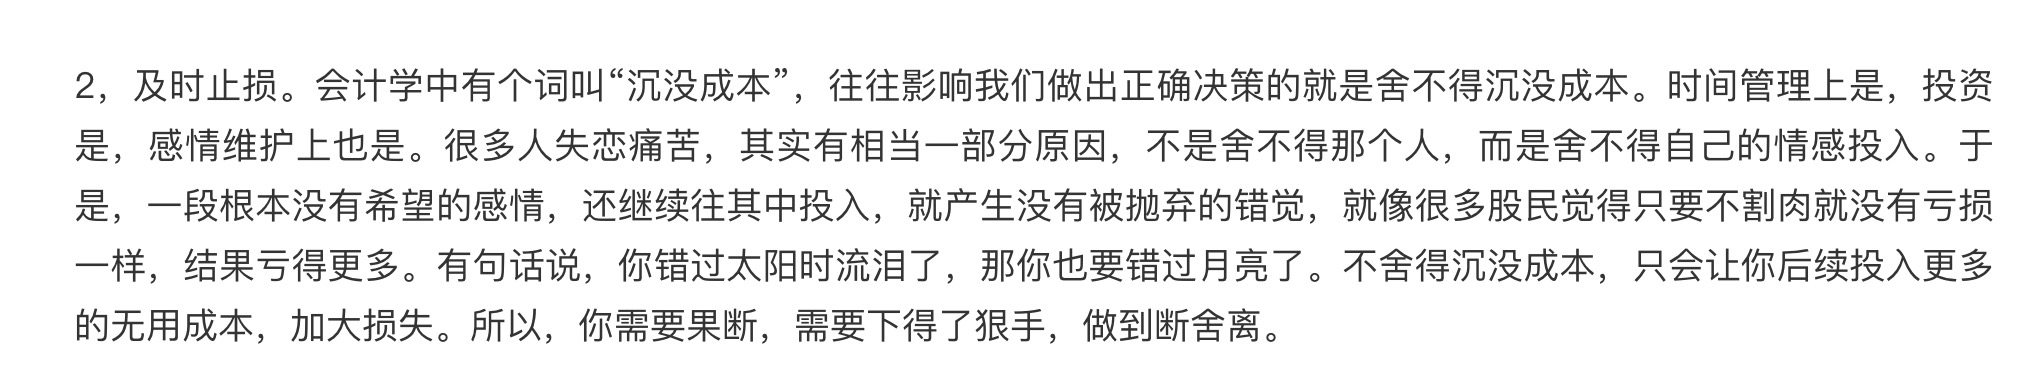 2，及时止损。会计学中有个词叫“沉没成本”，往往影响我们做出正确决策的就是舍不得沉没成本。时间管理上是，投资
是，感情维护上也是。很多人失恋痛苦，其实有相当一部分原因，不是舍不得那个人，而是舍不得自己的情感投入。于
是，一段根本没有希望的感情，还继续往其中投入，就产生没有被抛弃的错觉，就像很多股民觉得只要不割肉就没有亏损
一样，结果亏得更多。有句话说，你错过太阳时流泪了，那你也要错过月亮了。不舍得沉没成本，只会让你后续投入更多
的无用成本，加大损失。所以，你需要果断，需要下得了狠手，做到断舍离。